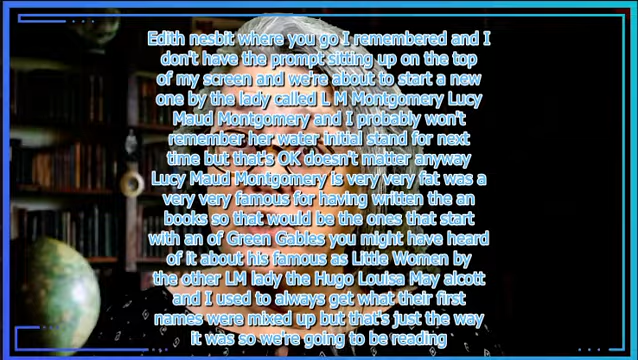 Edith nesbit where you go I remembered and I
don't have the prompt sitting up on the top
of my screen and we're about to start a new
one by the lady called L M Montgomery Lucy
Maud Montgomery and I probably won't
remember her water initial stand for next
time but that's OK doesn't matter anyway
Lucy Maud Montgomery is very very fat was a
very very famous for having written the an
books so that would be the ones that start
with an of Green Gables you might have heard
of it about his famous as Little Women by
the other LM lady the Hugo Louisa May alcott
and I used to always get what their first
names were mixed up but that's just the way
it was so we're going to be reading